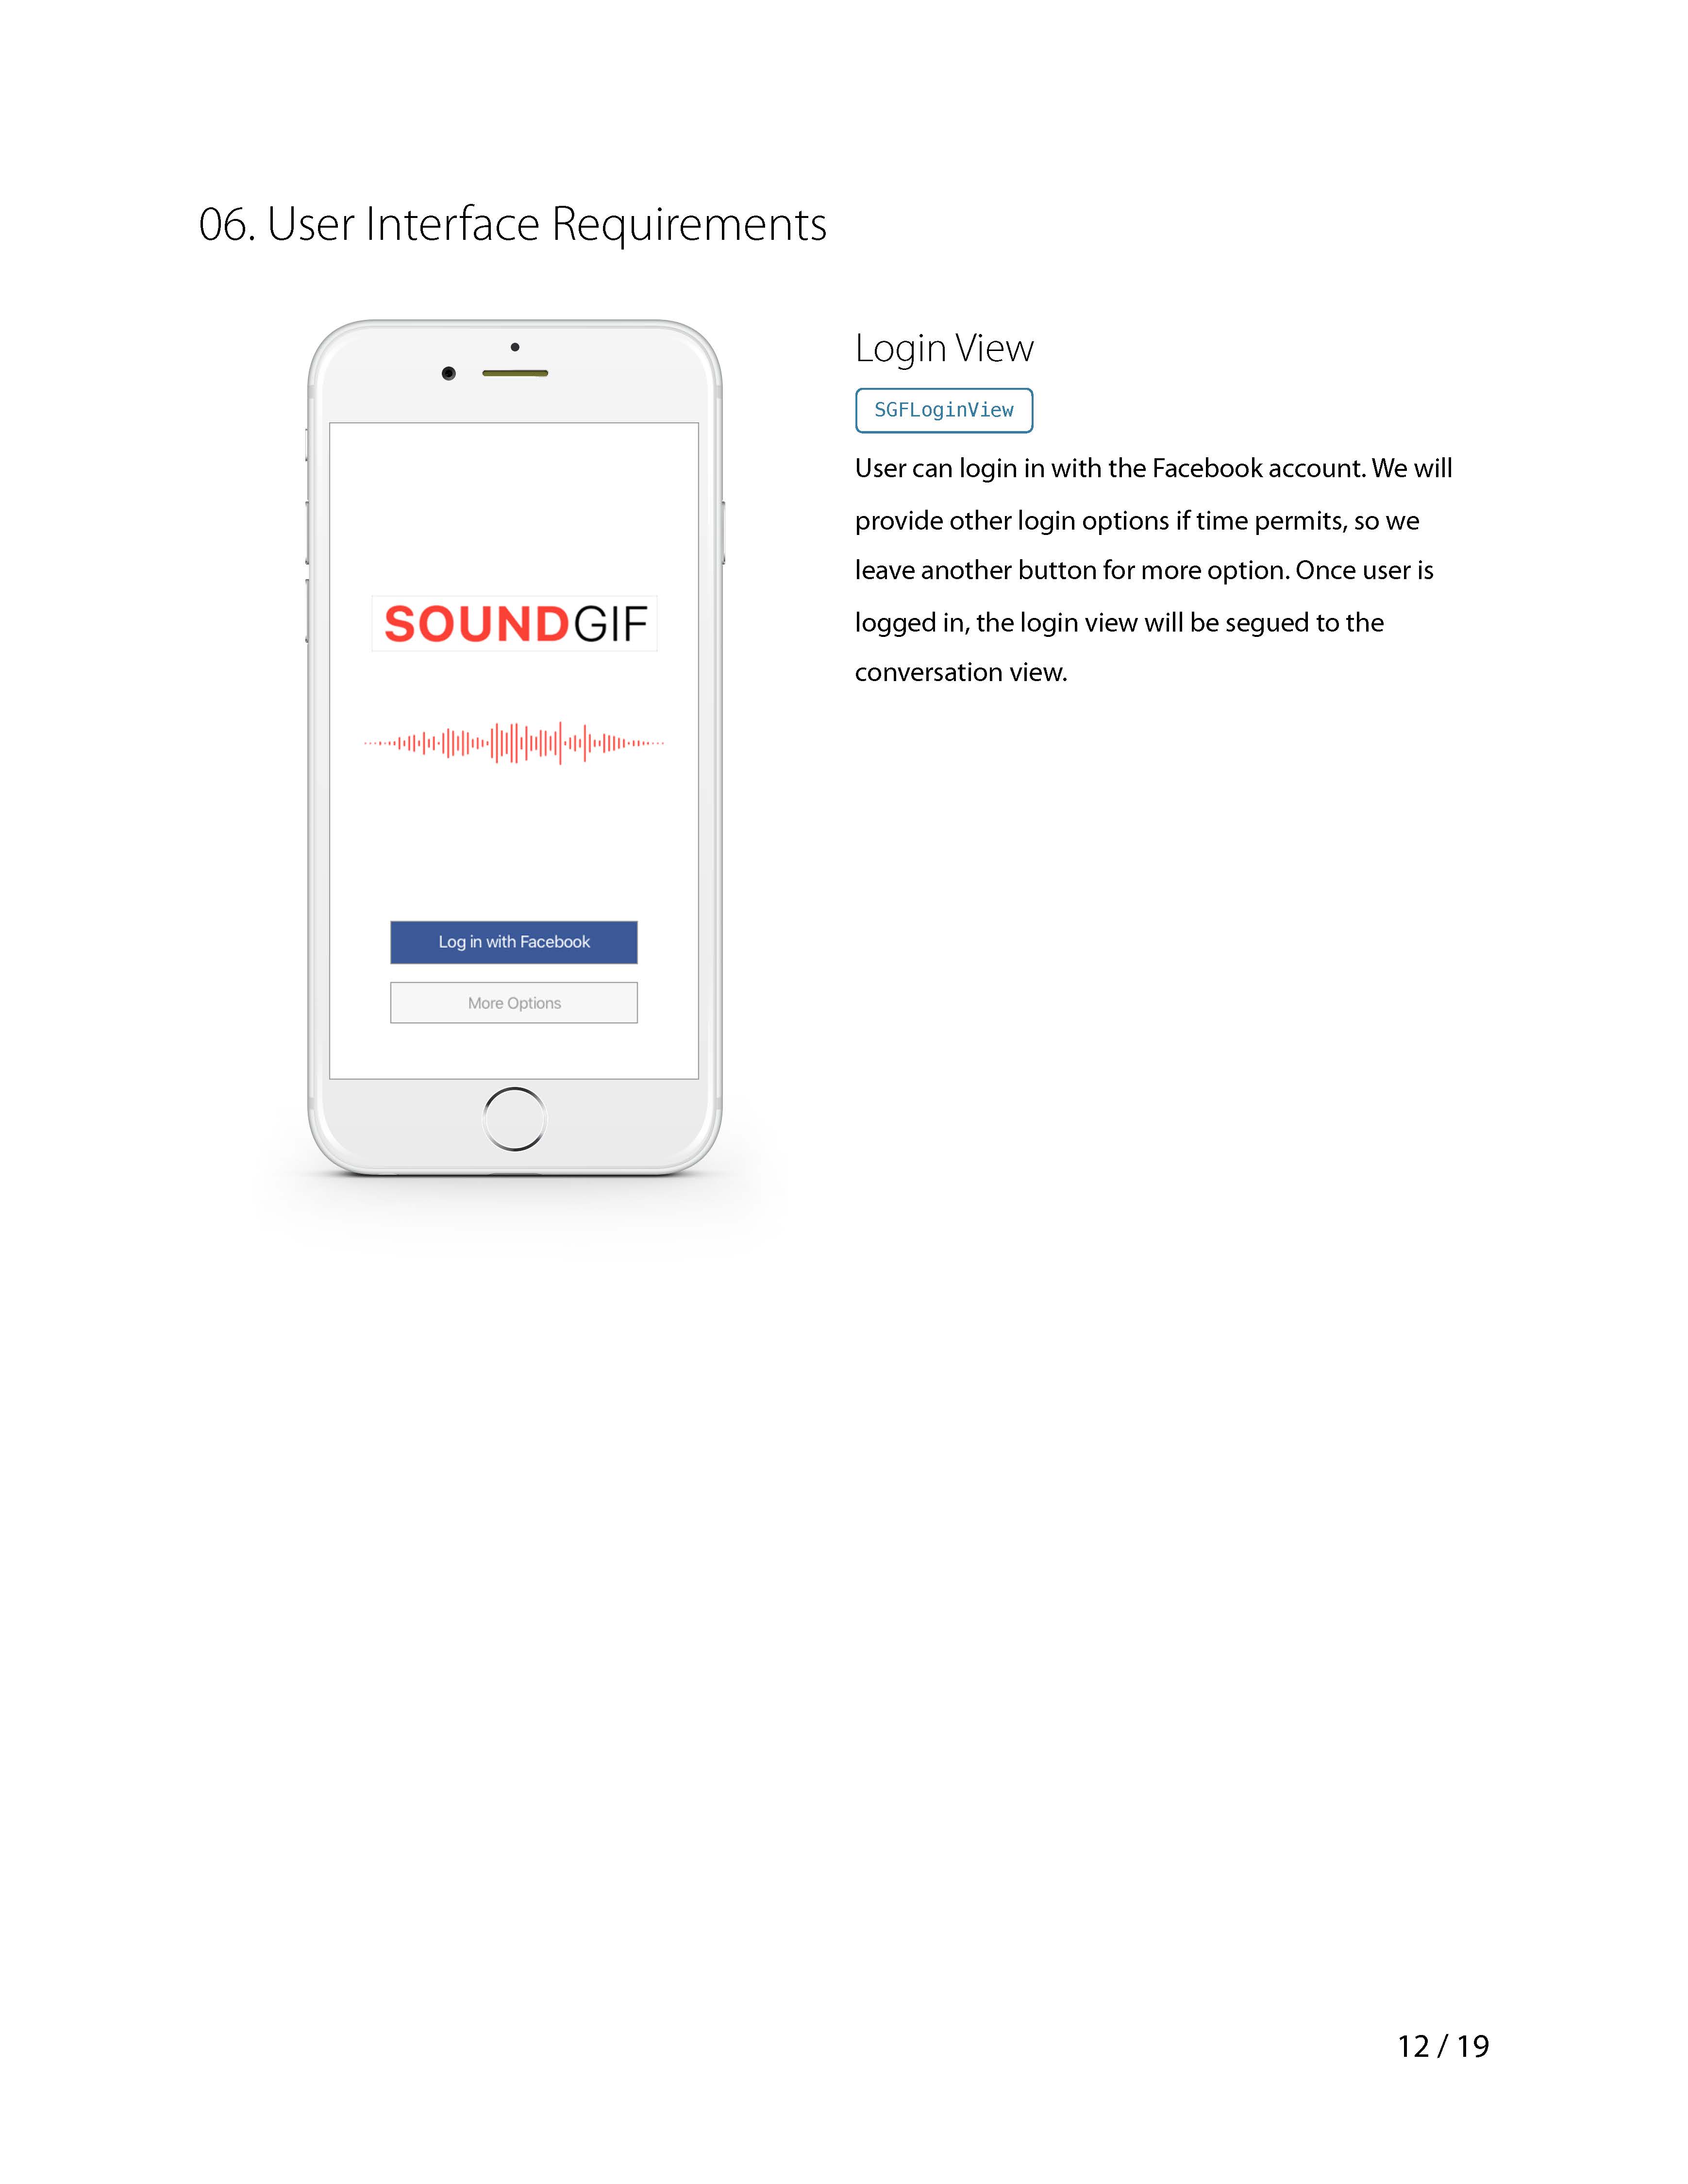 06. User Interface Requirements
SOUNDGIF
Log in with Facebook
More Options
Login View
SGFLoginView
User can login in with the Facebook account. We will
provide other login options if time permits, so we
leave another button for more option. Once user is
logged in, the login view will be segued to the
conversation view.
12 / 19